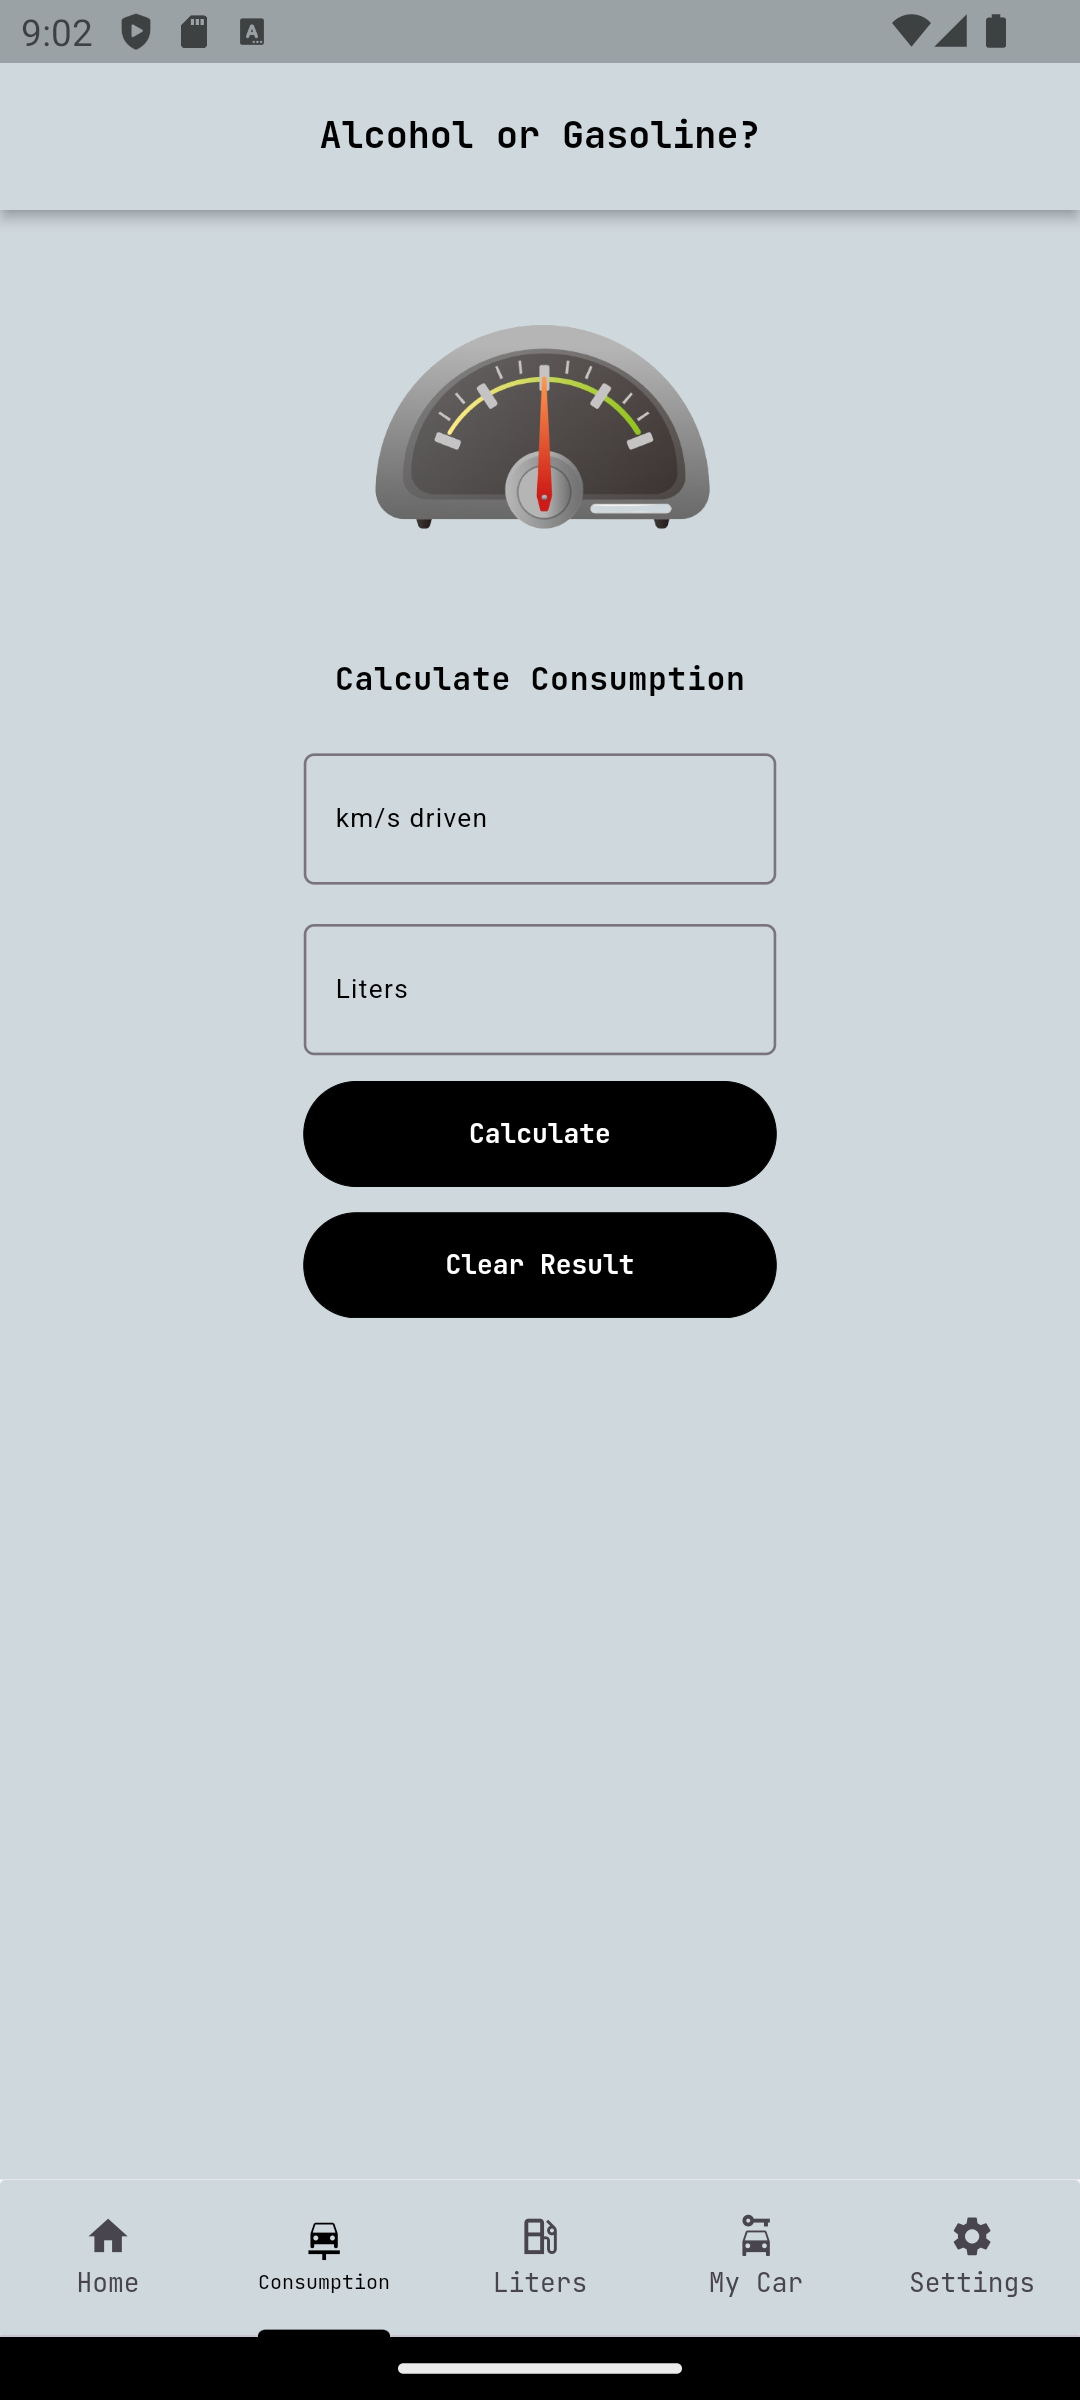 9:02
Alcohol or Gasoline?
Calculate Consumption
km/s driven
Liters
Calculate
Clear Result
Home
Consumption
Liters
My Car
Settings